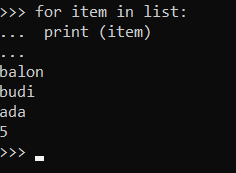 >>> for item in list:
...  print (item)
...
balon
budi
ada
5
>>>